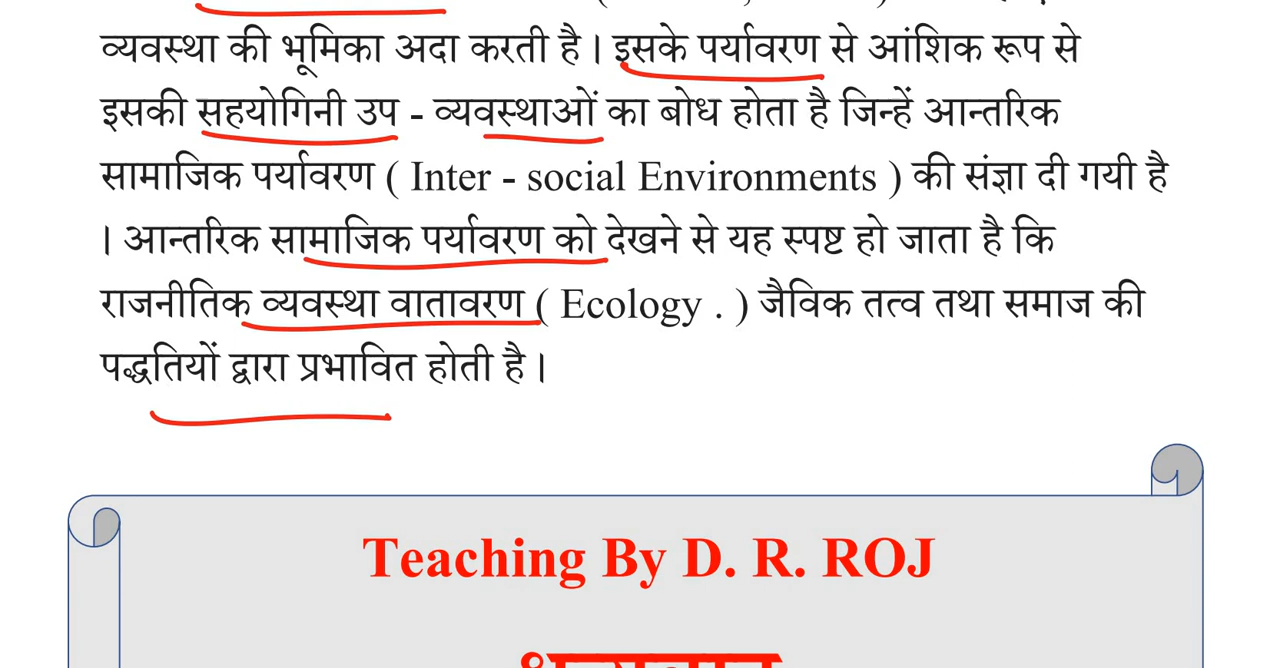 व्यवस्था की भूमिका अदा करती है । इसके पर्यावरण से आंशिक रूप से
इसकी सहयोगिनी उप - व्यवस्थाओं का बोध होता है जिन्हें आन्तरिक
सामाजिक पर्यावरण ( Inter - social Environments ) की संज्ञा दी गयी है
। आन्तरिक सामाजिक पर्यावरण को देखने से यह स्पष्ट हो जाता है कि
राजनीतिक व्यवस्था वातावरण ( Ecology . ) जैविक तत्व तथा समाज की
पद्धतियों द्वारा प्रभावित होती है ।
Teaching By D. R. ROJ